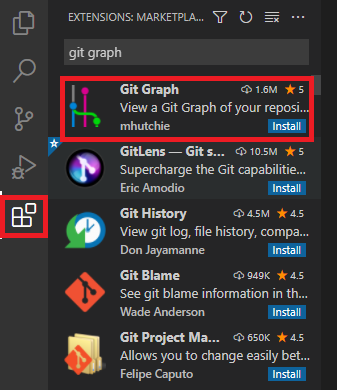 EXTENSIONS: MARKETPLA...
git graph
Git Graph 1.6M 5
View a Git Graph of your reposi...
mhutchie Install
GitLens — Git s... 10.5M 5
Supercharge the Git capabilitie...
Eric Amodio Install
Git History 4.5M 4.5
View git log, file history, compa...
Don Jayamanne Install
Git Blame 949K 4.5
See git blame information in th...
Wade Anderson Install
Git Project Ma... 650K 4.5
Allows you to change easily bet...
Felipe Caputo Install